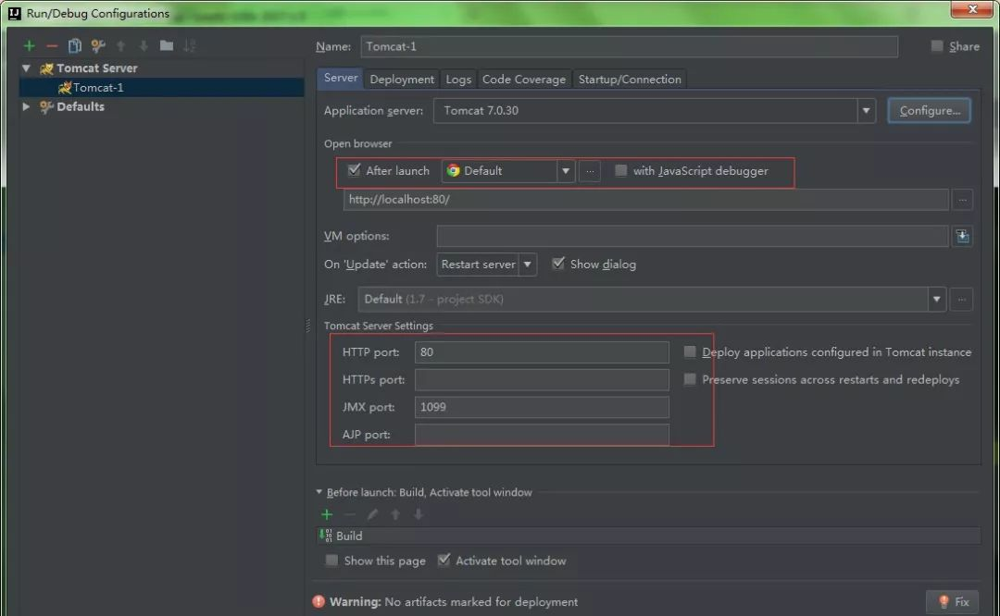 Run/Debug Configurations
Name: Tomcat-1 Share
Tomcat Server
Tomcat-1
Defaults
Server Deployment Logs Code Coverage Startup/Connection
Application server: Tomcat 7.0.30 Configure...
Open browser
After launch Default ... with JavaScript debugger
http://localhost:80/ ...
VM options:
On 'Update' action: Restart server Show dialog
JRE: Default (1.7 - project SDK) ...
Tomcat Server Settings
HTTP port: 80 Deploy applications configured in Tomcat instance
HTTPs port: Preserve sessions across restarts and redeploys
JMX port: 1099
AJP port:
Before launch: Build, Activate tool window
Build
Show this page Activate tool window
Warning: No artifacts marked for deployment Fix